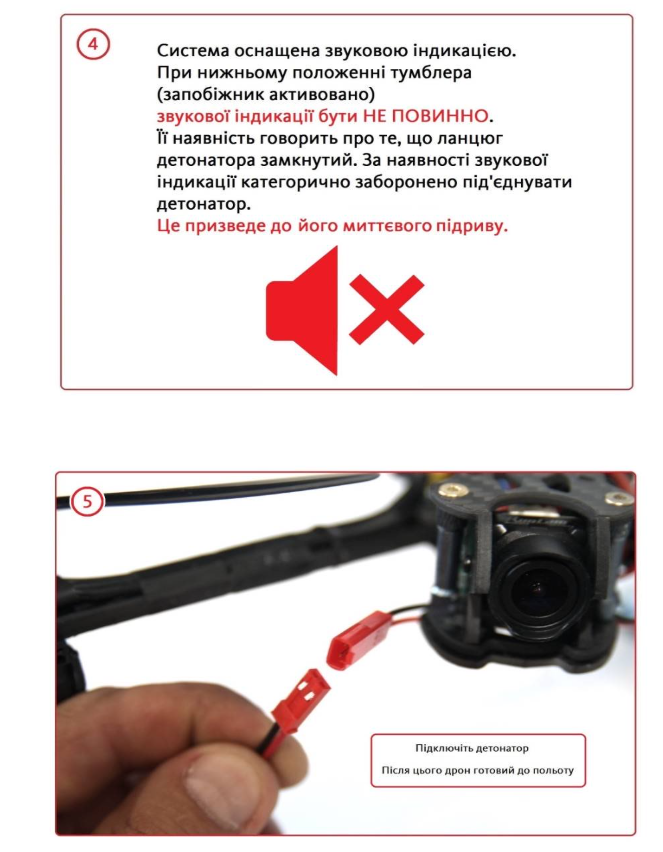 4
Система оснащена звуковою індикацією.
При нижньому положенні тумблера
(запобіжник активовано)
звукової індикації бути НЕ ПОВИННО.
Її наявність говорить про те, що ланцюг
детонатора замкнутий. За наявності звукової
індикації категорично заборонено під'єднувати
детонатор.
Це призведе до його миттєвого підриву.
5
RunCam
Підключіть детонатор
Після цього дрон готовий до польоту